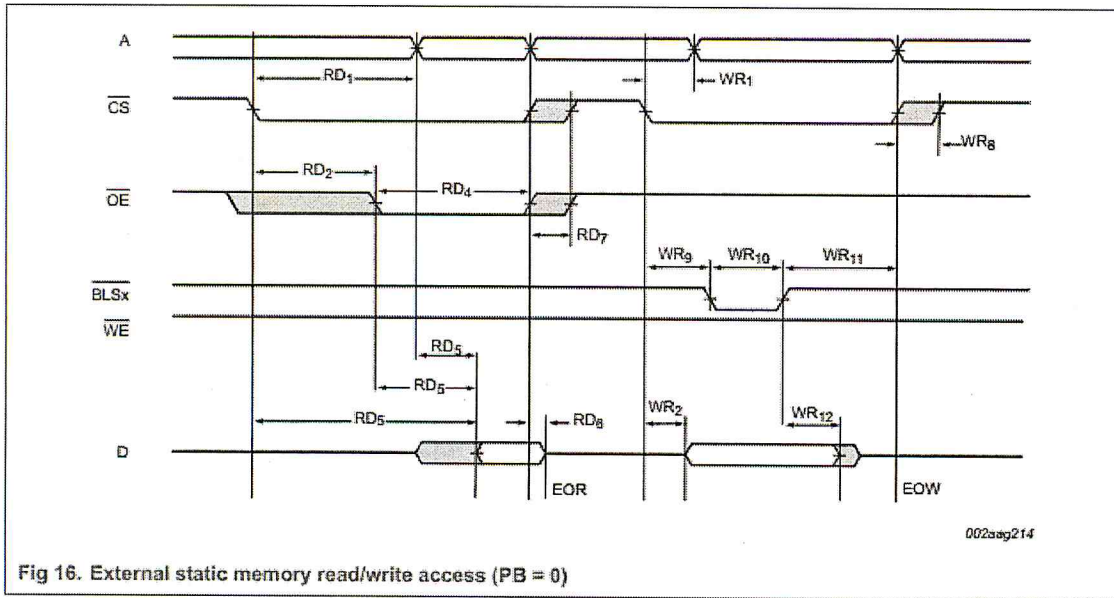 A
RD1
WR1
CS
WR8
RD2
RD4
OE
RD7
WR9
WR10
WR11
BLSx
WE
RD5
RD5
RD5
RD6
WR2
WR12
D
EOR
EOW
002aag214
Fig 16. External static memory read/write access (PB = 0)